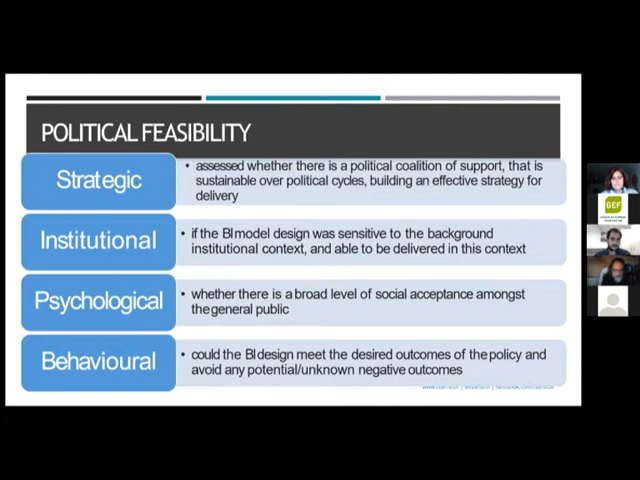 POLITICAL FEASIBILITY
Strategic
• assessed whether there is a political coalition of support, that is
sustainable over political cycles, building an effective strategy for
delivery
Institutional
• if the BI model design was sensitive to the background
institutional context, and able to be delivered in this context
Psychological
• whether there is a broad level of social acceptance amongst
the general public
Behavioural
• could the BI design meet the desired outcomes of the policy and
avoid any potential/unknown negative outcomes
GEF